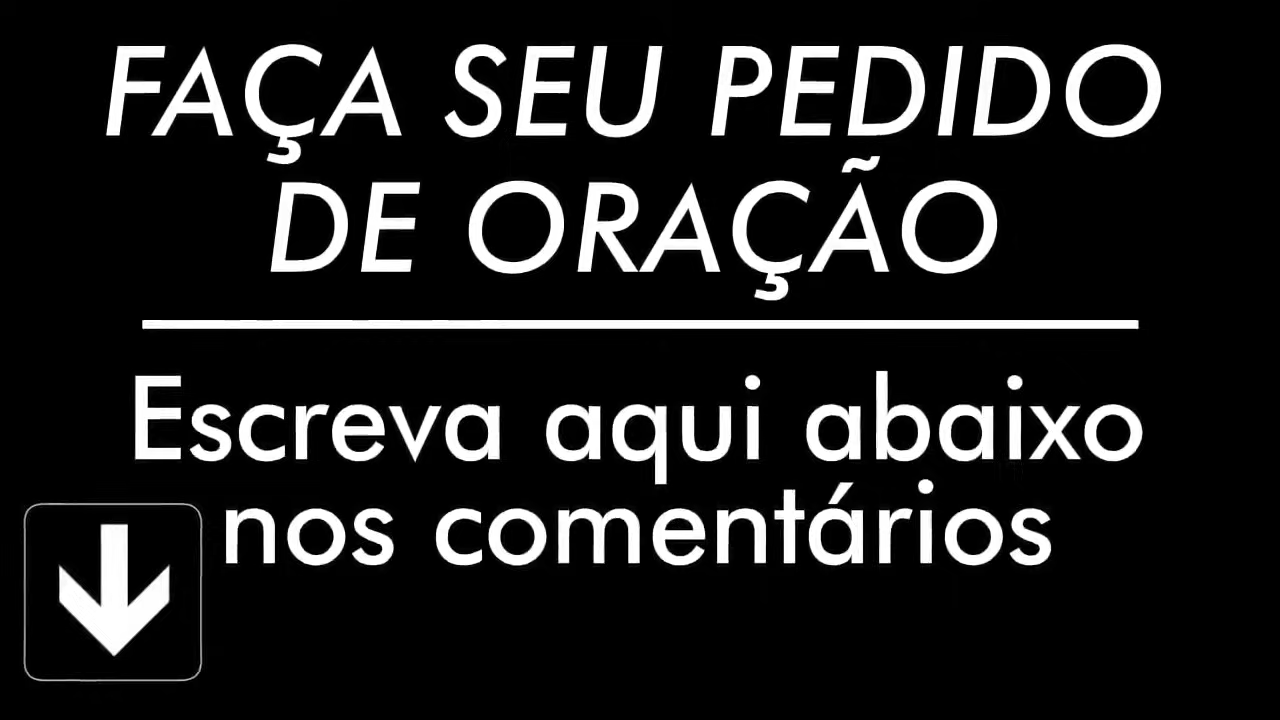 FAÇA SEU PEDIDO
DE ORAÇÃO
Escreva aqui abaixo
nos comentários